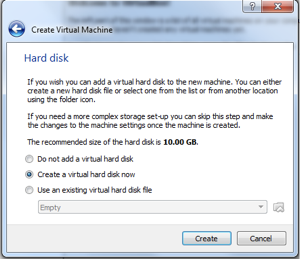 Create Virtual Machine
Hard disk
If you wish you can add a virtual hard disk to the new machine. You can either
create a new hard disk file or select one from the list or from another location
using the folder icon.
If you need a more complex storage set-up you can skip this step and make
the changes to the machine settings once the machine is created.
The recommended size of the hard disk is 10.00 GB.
Do not add a virtual hard disk
Create a virtual hard disk now
Use an existing virtual hard disk file
Empty
Create
Cancel